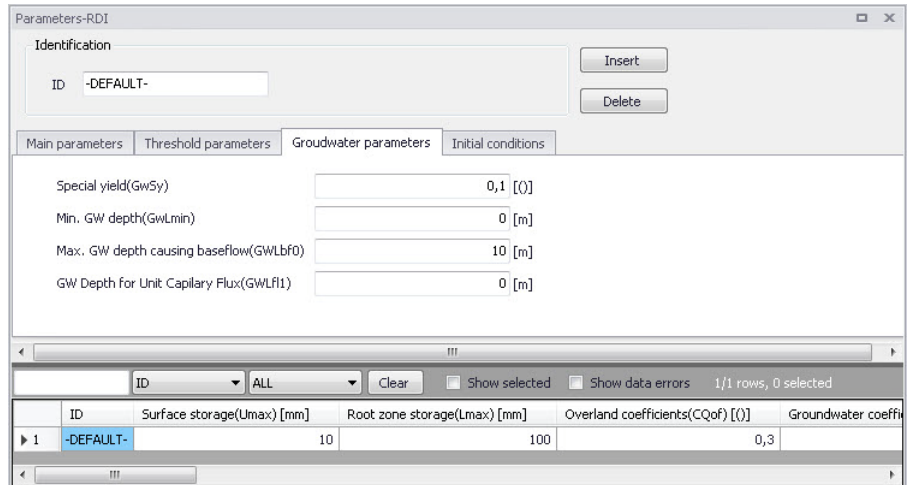 Parameters-RDI
Identification
ID -DEFAULT-
Insert
Delete
Main parameters Threshold parameters Groudwater parameters Initial conditions
Special yield(GwSy) 0,1 [()]
Min. GW depth(GwLmin) 0 [m]
Max. GW depth causing baseflow(GWLbf0) 10 [m]
GW Depth for Unit Capilary Flux(GWLfl1) 0 [m]
ID ALL Clear Show selected Show data errors 1/1 rows, 0 selected
ID Surface storage(Umax) [mm] Root zone storage(Lmax) [mm] Overland coefficients(CQof) [()] Groundwater coeffi
1 -DEFAULT- 10 100 0,3